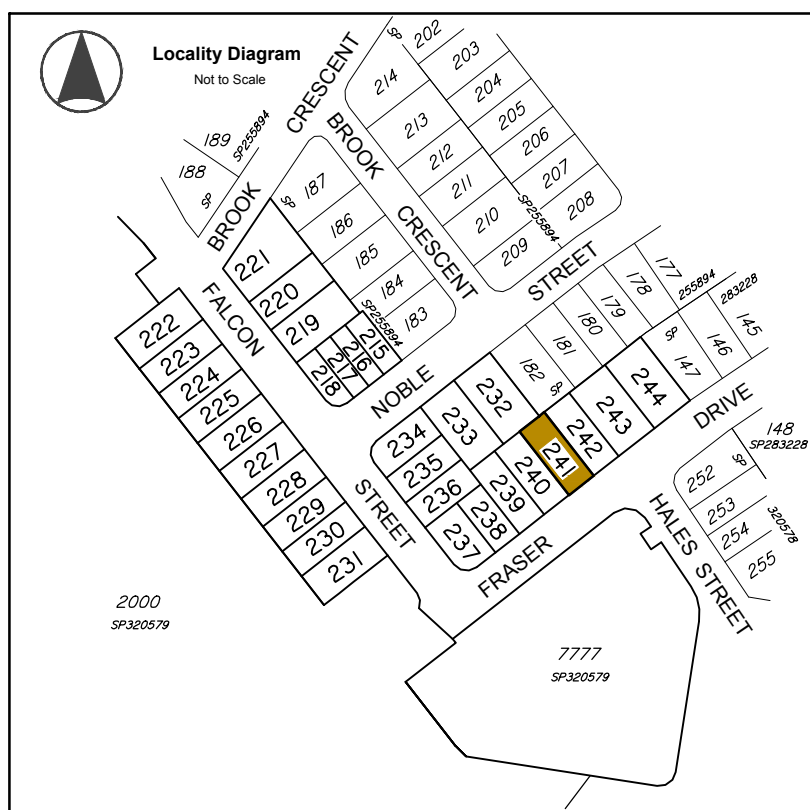 Locality Diagram
Not to Scale
CRESCENT
BROOK
BROOK
CRESCENT
FALCON
STREET
NOBLE
STREET
FRASER
DRIVE
HALES STREET
189
SP255894
188
SP
SP
202
203
204
205
206
207
208
SP255894
214
213
212
211
210
209
SP
187
186
185
184
183
SP255894
221
220
219
218
217
216
215
222
223
224
225
226
227
228
229
230
231
177
178
179
180
181
182
SP
255894
283228
145
146
147
SP
232
233
234
235
236
237
238
239
240
241
242
243
244
148
SP283228
252
SP
253
254
255
320578
2000
SP320579
7777
SP320579